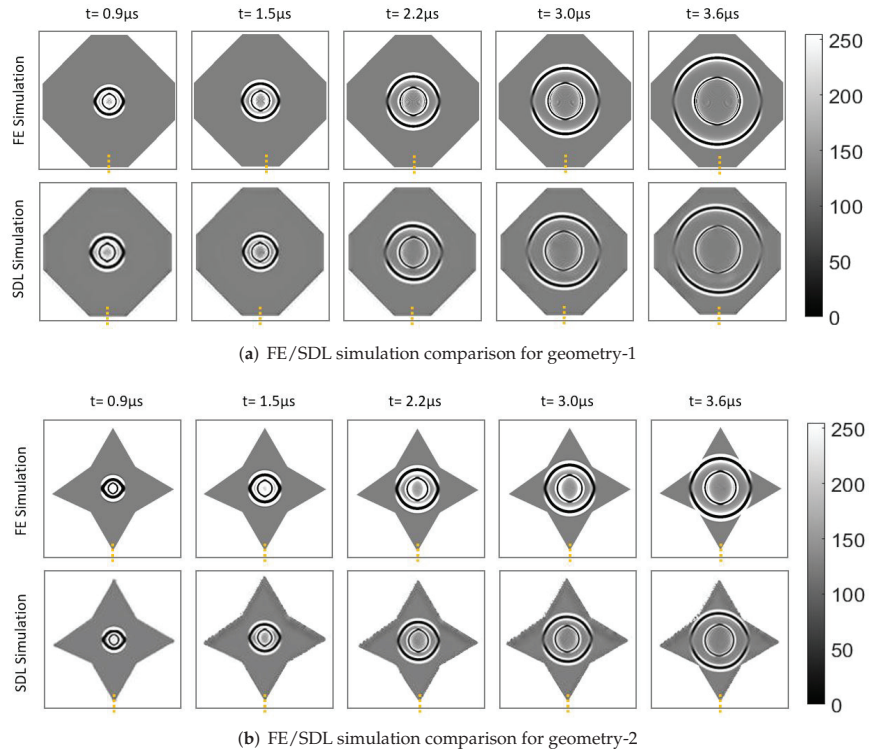 t= 0.9μs t= 1.5μs t= 2.2μs t= 3.0μs t= 3.6μs
FE Simulation
SDL Simulation
250
200
150
100
50
0
(a) FE/SDL simulation comparison for geometry-1
t= 0.9μs t= 1.5μs t= 2.2μs t= 3.0μs t= 3.6μs
FE Simulation
SDL Simulation
250
200
150
100
50
0
(b) FE/SDL simulation comparison for geometry-2